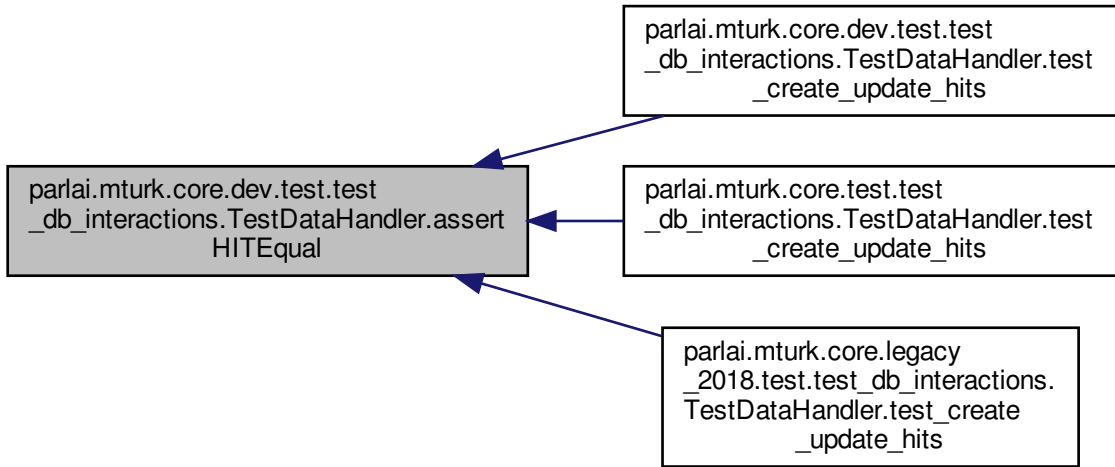 parlai.mturk.core.dev.test.test
_db_interactions.TestDataHandler.test
_create_update_hits
parlai.mturk.core.dev.test.test
_db_interactions.TestDataHandler.assert
HITEqual
parlai.mturk.core.test.test
_db_interactions.TestDataHandler.test
_create_update_hits
parlai.mturk.core.legacy
_2018.test.test_db_interactions.
TestDataHandler.test_create
_update_hits